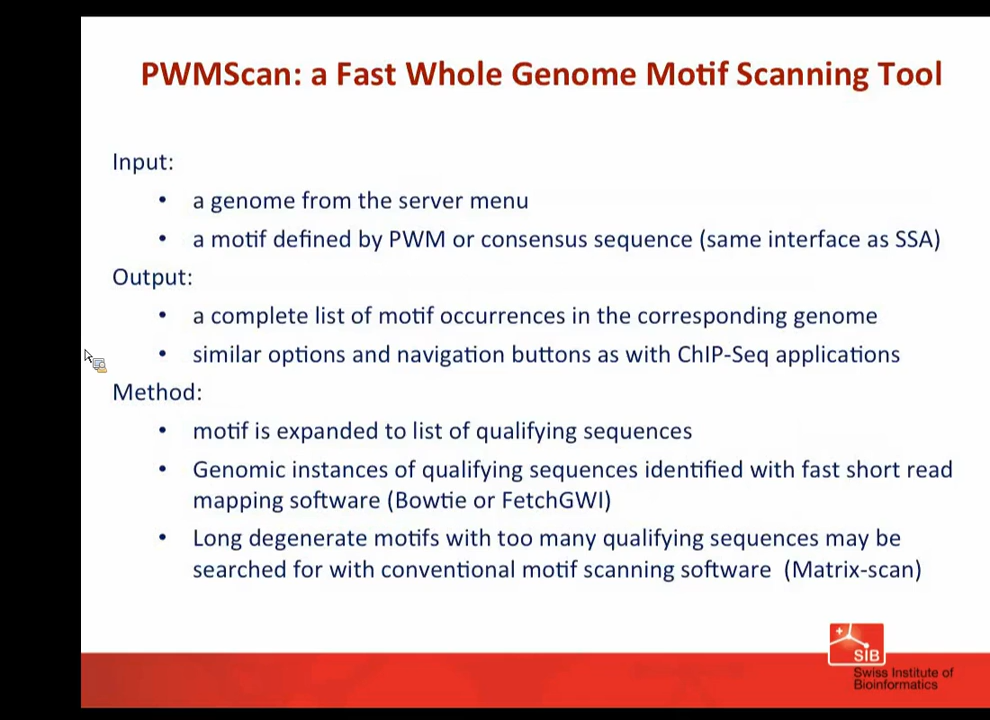 PWMScan: a Fast Whole Genome Motif Scanning Tool
Input:
• a genome from the server menu
• a motif defined by PWM or consensus sequence (same interface as SSA)
Output:
• a complete list of motif occurrences in the corresponding genome
• similar options and navigation buttons as with ChIP-Seq applications
Method:
• motif is expanded to list of qualifying sequences
• Genomic instances of qualifying sequences identified with fast short read
mapping software (Bowtie or FetchGWI)
• Long degenerate motifs with too many qualifying sequences may be
searched for with conventional motif scanning software (Matrix-scan)
SIB
Swiss Institute of
Bioinformatics